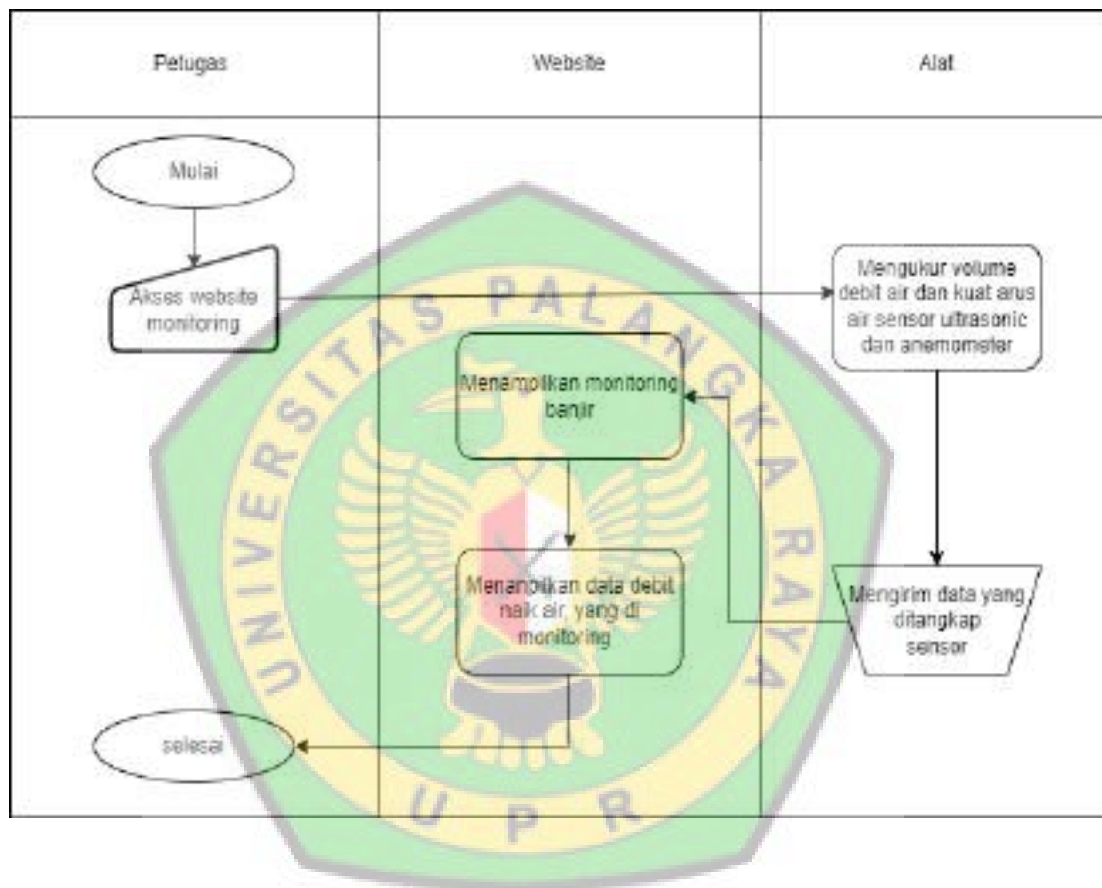 Petugas
Website
Alat
Mulai
Akses website
monitoring
Mengukur volume
debit air dan kuat arus
air sensor ultrasonic
dan anemometer
Menampilkan monitoring
banjir
Menanpilkan data debit
naik air, yang di
monitoring
Mengirim data yang
ditangkap
sensor
selesai
UNIVERSITAS PALANGKA RAYA
UPR